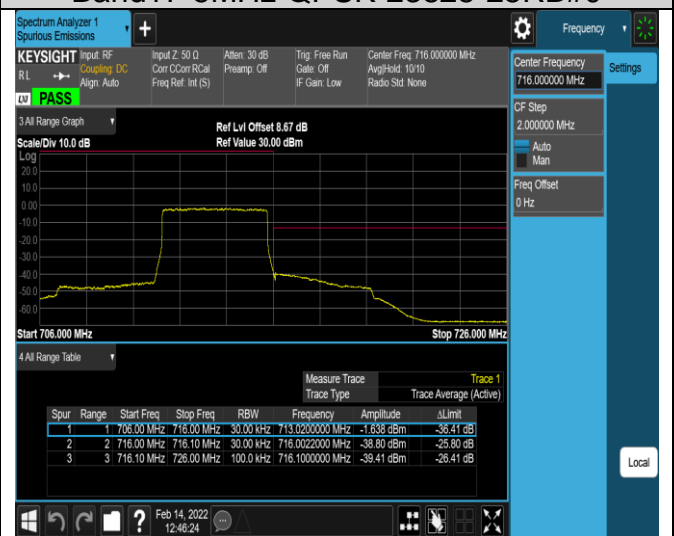 Spectrum Analyzer 1
Spurious Emissions
+
Frequency
KEYSIGHT Input: RF Input Z: 50 Ω Atten: 30 dB Trig: Free Run Center Freq: 716.000000 MHz
R L Coupling: DC Corr CCorr RCal Preamp: Off Gate: Off Avg|Hold: 10/10
Align: Auto Freq Ref: Int (S) IF Gain: Low Radio Std: None
LXI PASS
Center Frequency
716.000000 MHz
Settings
CF Step
2.000000 MHz
Auto
Man
Freq Offset
0 Hz
3 All Range Graph
Ref Lvl Offset 8.67 dB
Scale/Div 10.0 dB Ref Value 30.00 dBm
Log
20.0
10.0
0.00
-10.0
-20.0
-30.0
-40.0
-50.0
-60.0
Start 706.000 MHz Stop 726.000 MHz
4 All Range Table
Measure Trace Trace 1
Trace Type Trace Average (Active)
Spur Range Start Freq Stop Freq RBW Frequency Amplitude ΔLimit
1 1 706.00 MHz 716.00 MHz 30.00 kHz 713.0200000 MHz -1.638 dBm -36.41 dB
2 2 716.00 MHz 716.10 MHz 30.00 kHz 716.0022000 MHz -38.80 dBm -25.80 dB
3 3 716.10 MHz 726.00 MHz 100.0 kHz 716.1000000 MHz -39.41 dBm -26.41 dB
Local
?
Feb 14, 2022
12:46:24